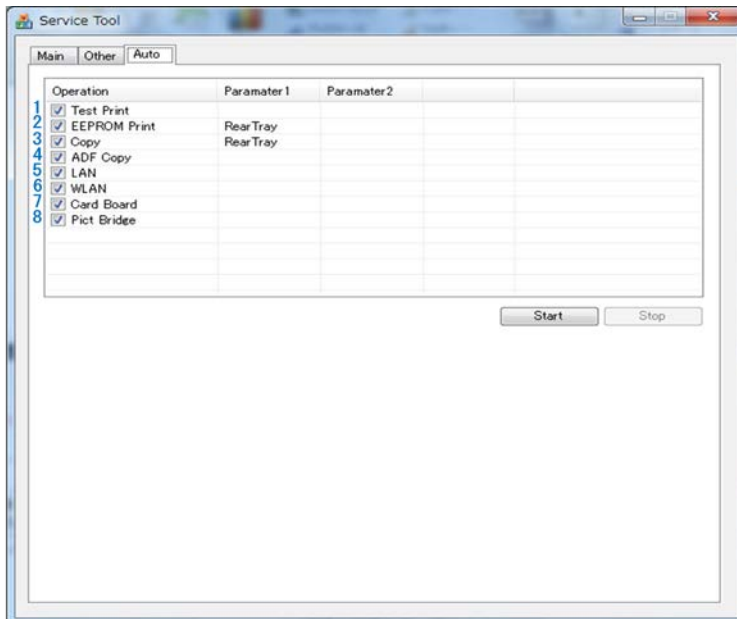 Service Tool
Main Other Auto
Operation Paramater1 Paramater2
1 Test Print
2 EEPROM Print RearTray
3 Copy RearTray
4 ADF Copy
5 LAN
6 WLAN
7 Card Board
8 Pict Bridge
Start Stop